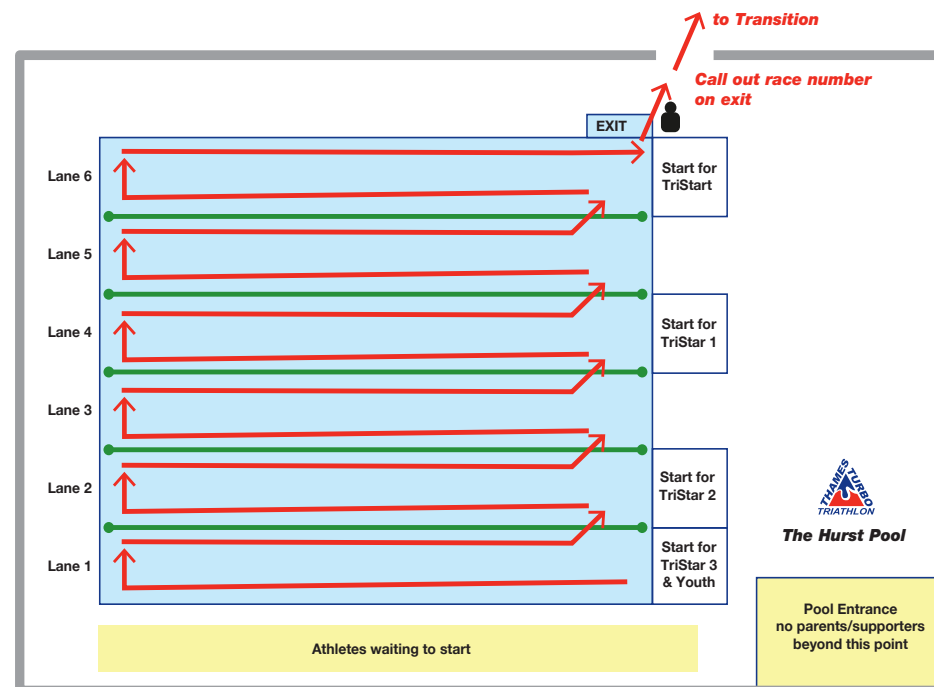 to Transition
Call out race number
on exit
EXIT
Lane 6
Start for
TriStart
Lane 5
Lane 4
Start for
TriStar 1
Lane 3
Lane 2
Start for
TriStar 2
Lane 1
Start for
TriStar 3
& Youth
THAMES
TURBO
TRIATHLON
The Hurst Pool
Pool Entrance
no parents/supporters
beyond this point
Athletes waiting to start